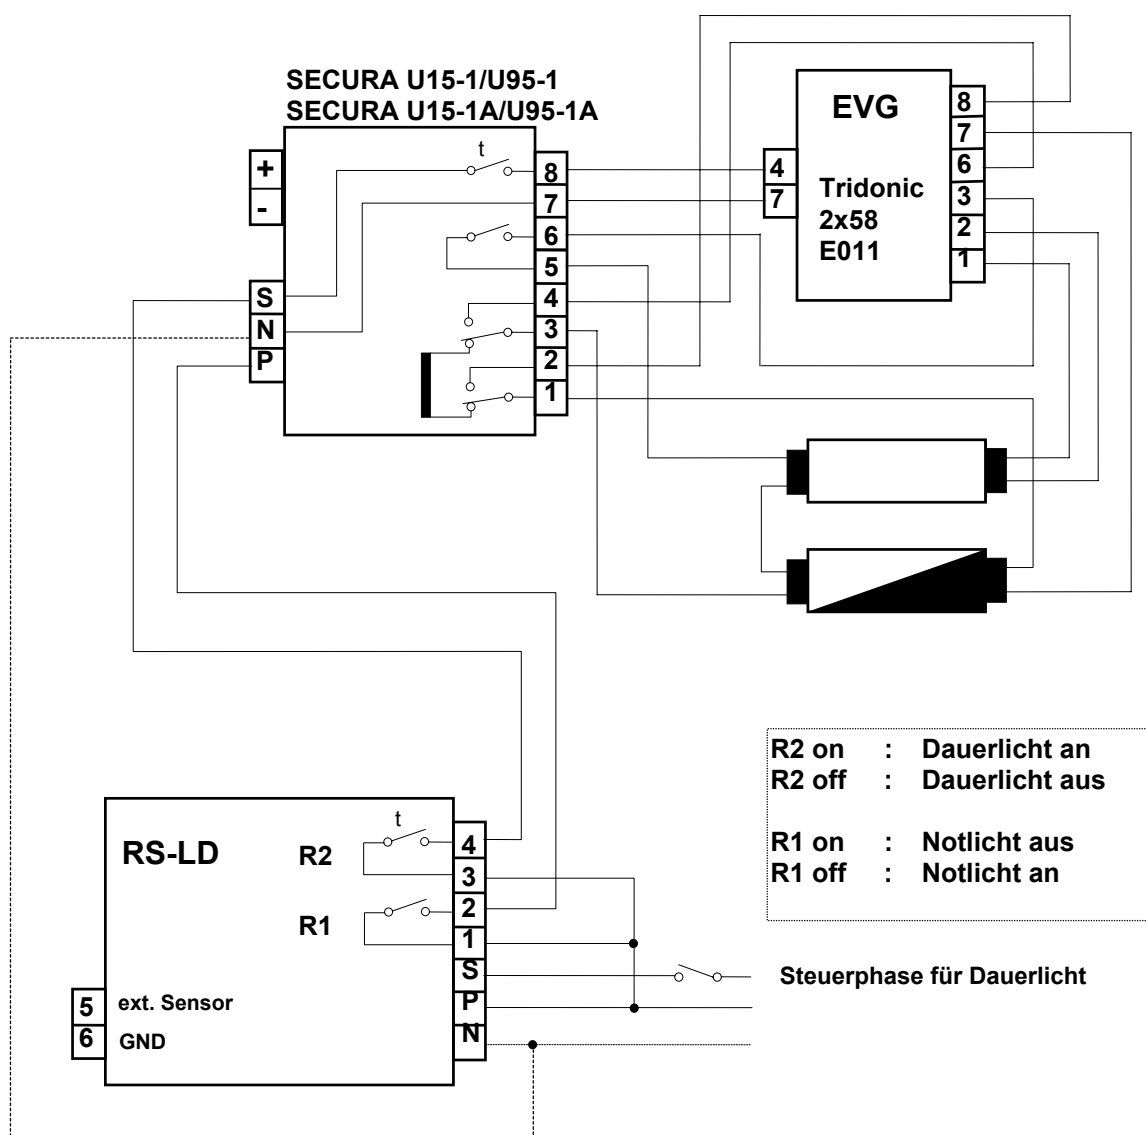 SECURA U15-1/U95-1
SECURA U15-1A/U95-1A
+
-
S
N
P
t
8
7
6
5
4
3
2
1
EVG
Tridonic
2x58
E011
4
7
8
7
6
3
2
1
R2 on : Dauerlicht an
R2 off : Dauerlicht aus
R1 on : Notlicht aus
R1 off : Notlicht an
RS-LD
t
R2
R1
4
3
2
1
S
P
N
5 ext. Sensor
6 GND
Steuerphase für Dauerlicht